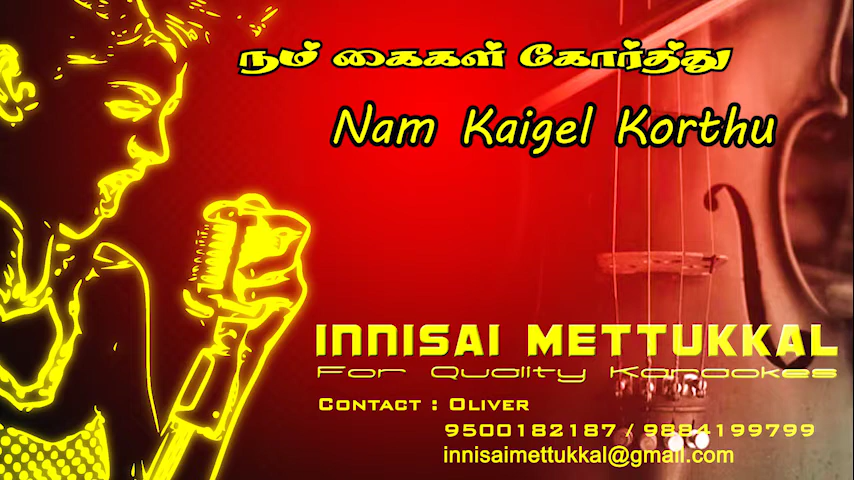 நம் கைகள் கோர்த்து
Nam Kaigel Korthu
INNISAI METTUKKAL
For Quality Karaokes
Contact : Oliver
9500182187 / 9884199799
innisaimettukkal@gmail.com